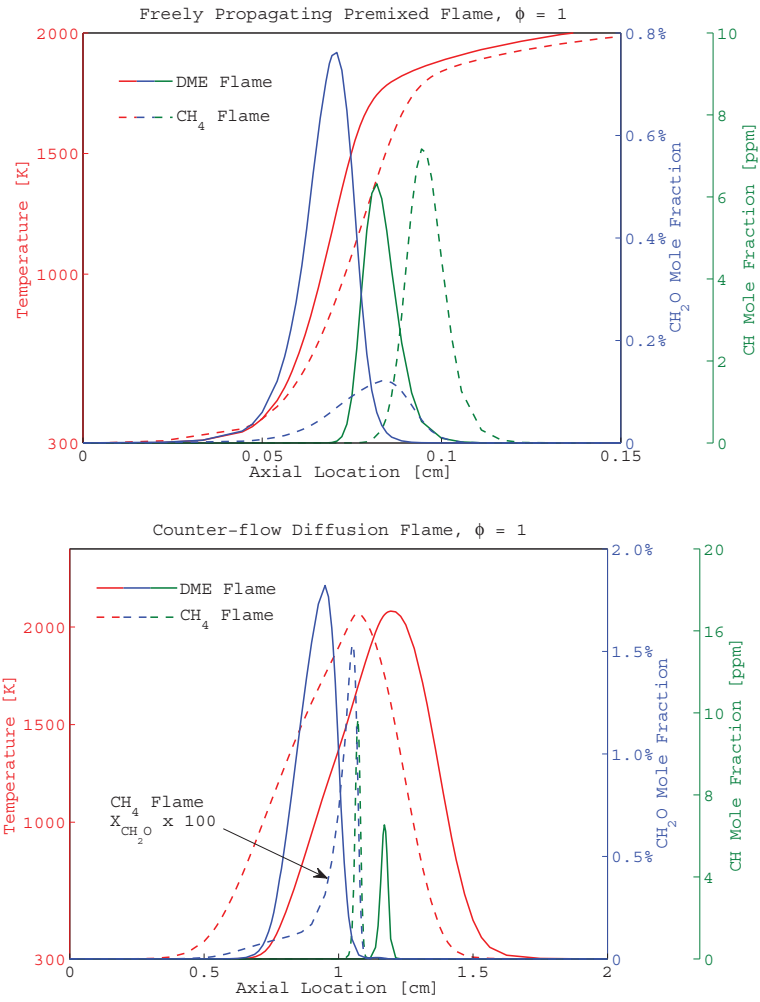 Freely Propagating Premixed Flame, ϕ = 1
2000
1500
1000
300
Temperature [K]
DME Flame
CH4 Flame
0
0.05
0.1
0.15
Axial Location [cm]
0.8%
0.6%
0.4%
0.2%
0
CH2O Mole Fraction
10
8
6
4
2
0
CH Mole Fraction [ppm]
Counter-flow Diffusion Flame, ϕ = 1
2000
1500
1000
300
Temperature [K]
DME Flame
CH4 Flame
CH4 Flame
XCH2O x 100
0
0.5
1
1.5
2
Axial Location [cm]
2.0%
1.5%
1.0%
0.5%
0
CH2O Mole Fraction
20
16
10
8
4
0
CH Mole Fraction [ppm]